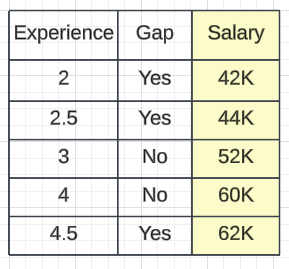 Experience Gap Salary
2 Yes 42K
2.5 Yes 44K
3 No 52K
4 No 60K
4.5 Yes 62K